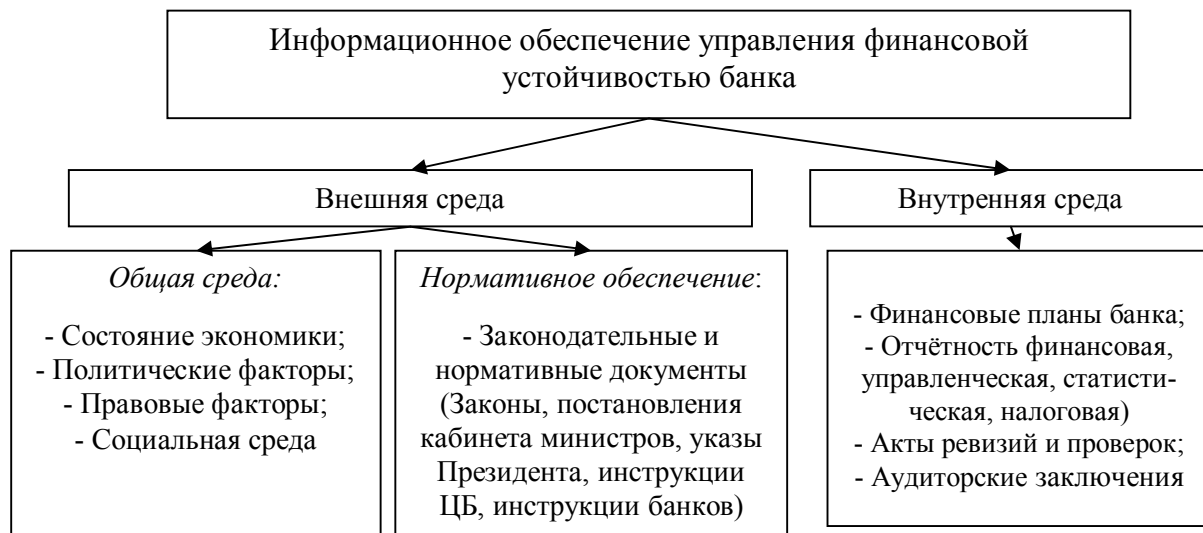 Информационное обеспечение управления финансовой
устойчивостью банка
Внешняя среда
Внутренняя среда
Общая среда:
- Состояние экономики;
- Политические факторы;
- Правовые факторы;
- Социальная среда
Нормативное обеспечение:
- Законодательные и
нормативные документы
(Законы, постановления
кабинета министров, указы
Президента, инструкции
ЦБ, инструкции банков)
- Финансовые планы банка;
- Отчётность финансовая,
управленческая, статисти-
ческая, налоговая)
- Акты ревизий и проверок;
- Аудиторские заключения